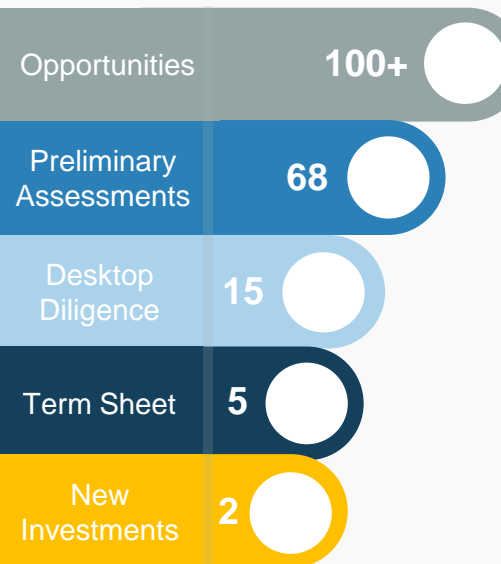 Opportunities 100+
Preliminary
Assessments 68
Desktop
Diligence 15
Term Sheet 5
New
Investments 2